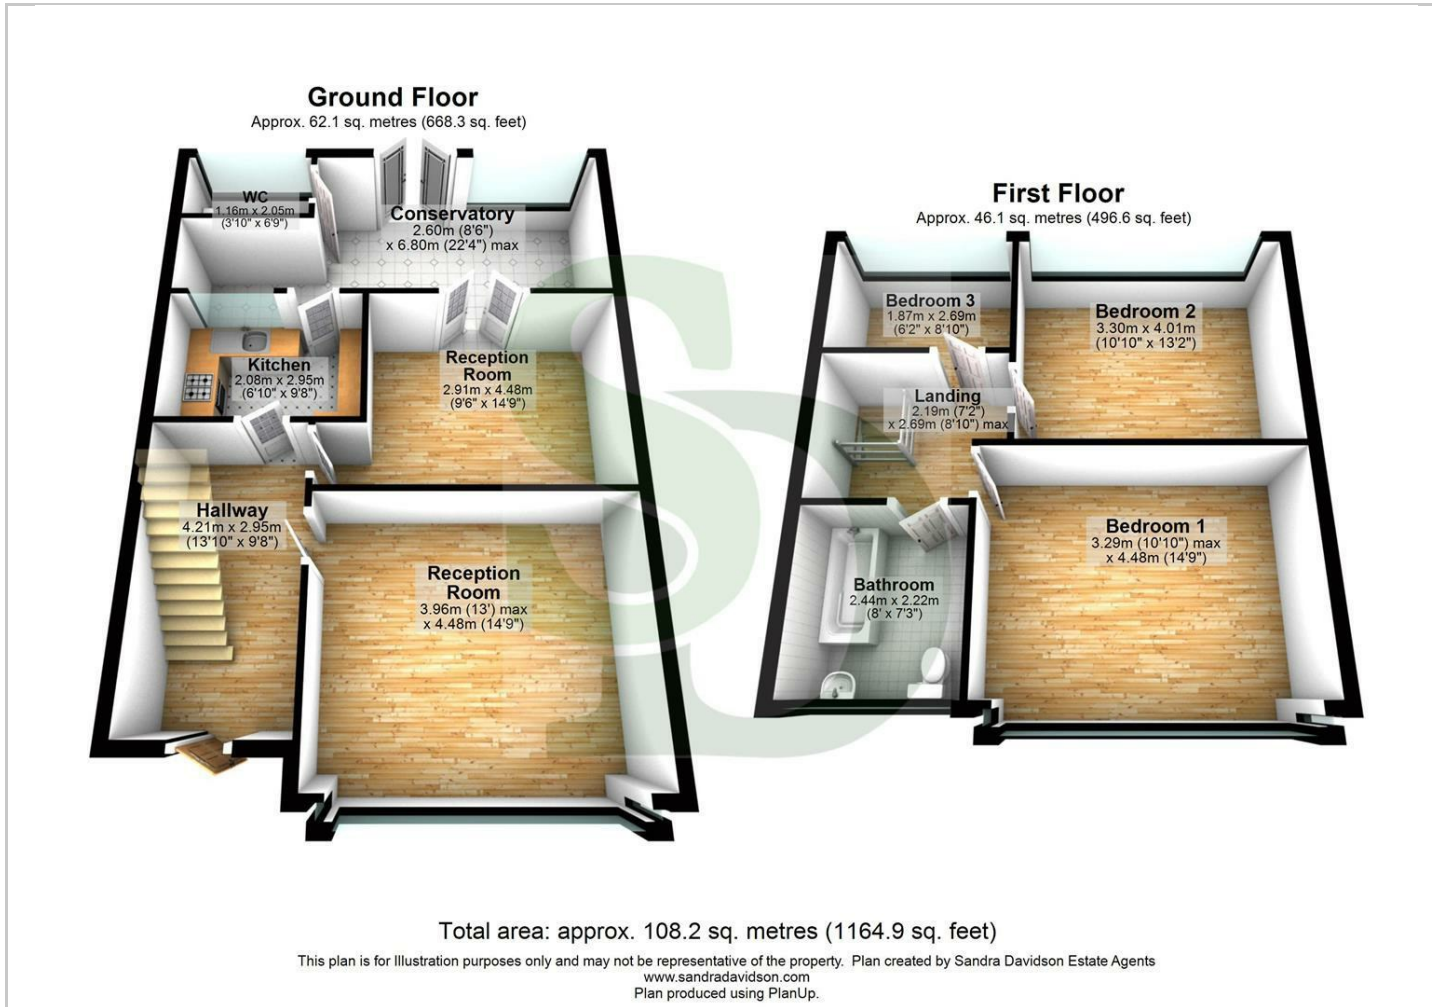 Ground Floor
Approx. 62.1 sq. metres (668.3 sq. feet)
WC
1.16m x 2.05m
(3'10" x 6'9")
Conservatory
2.60m (8'6")
x 6.80m (22'4") max
Kitchen
2.08m x 2.95m
(6'10" x 9'8")
Reception
Room
2.91m x 4.48m
(9'6" x 14'9")
Hallway
4.21m x 2.95m
(13'10" x 9'8")
Reception
Room
3.96m (13') max
x 4.48m (14'9")
First Floor
Approx. 46.1 sq. metres (496.6 sq. feet)
Bedroom 3
1.87m x 2.69m
(6'2" x 8'10")
Bedroom 2
3.30m x 4.01m
(10'10" x 13'2")
Landing
2.19m (7'2")
x 2.69m (8'10") max
Bedroom 1
3.29m (10'10") max
x 4.48m (14'9")
Bathroom
2.44m x 2.22m
(8' x 7'3")
SD
Total area: approx. 108.2 sq. metres (1164.9 sq. feet)
This plan is for Illustration purposes only and may not be representative of the property. Plan created by Sandra Davidson Estate Agents
www.sandradavidson.com
Plan produced using PlanUp.